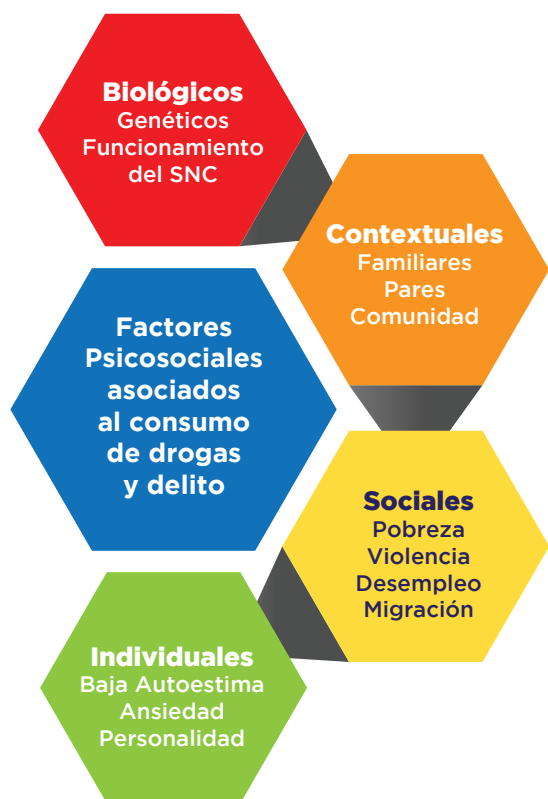 Biológicos
Genéticos
Funcionamiento
del SNC
Contextuales
Familiares
Pares
Comunidad
Factores
Psicosociales
asociados
al consumo
de drogas
y delito
Sociales
Pobreza
Violencia
Desempleo
Migración
Individuales
Baja Autoestima
Ansiedad
Personalidad